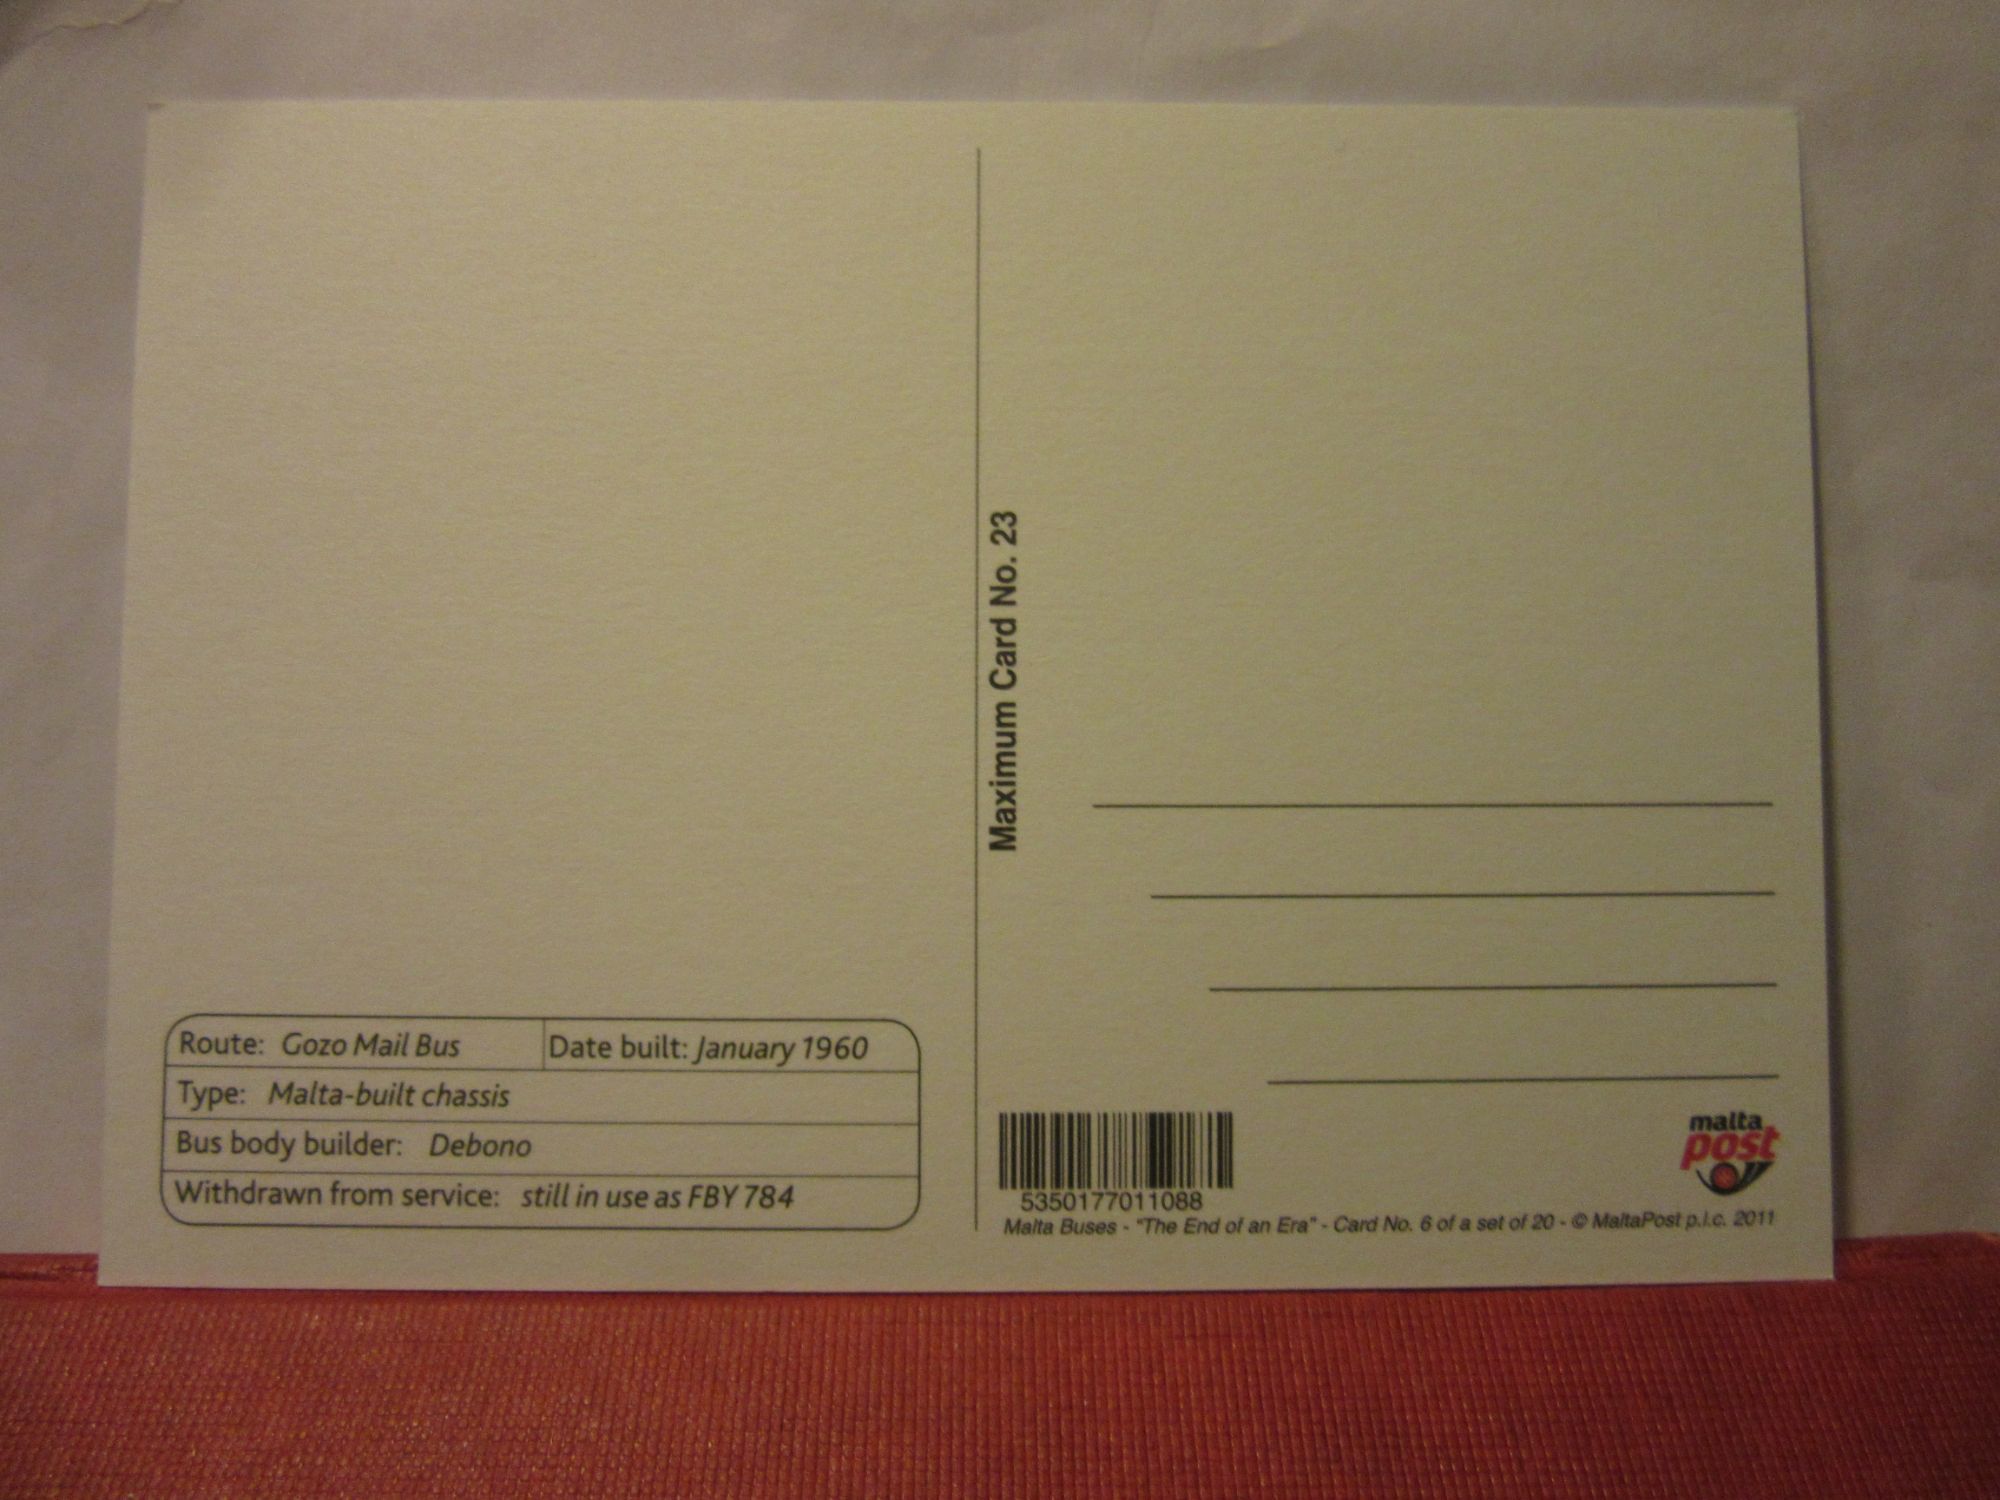 Route: Gozo Mail Bus
Date built: January 1960
Type: Malta-built chassis
Bus body builder: Debono
Withdrawn from service: still in use as FBY 784
Maximum Card No. 23
5350177011088
malta
post
Malta Buses - "The End of an Era" - Card No. 6 of a set of 20 - © MaltaPost p.l.c. 2011